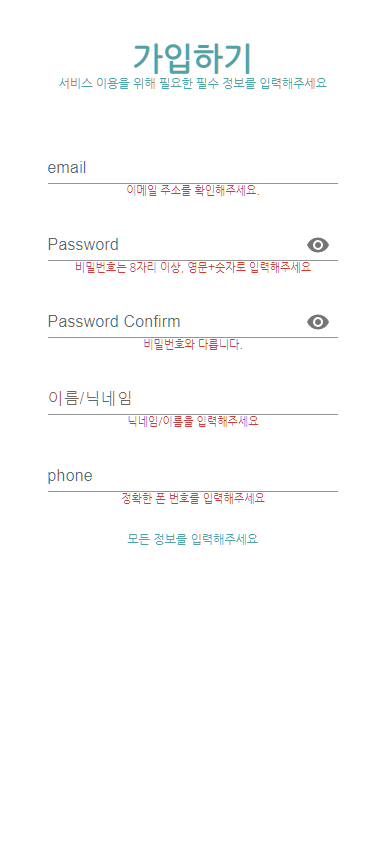 가입하기
서비스 이용을 위해 필요한 필수 정보를 입력해주세요
email
이메일 주소를 확인해주세요.
Password
비밀번호는 8자리 이상, 영문+숫자로 입력해주세요
Password Confirm
비밀번호와 다릅니다.
이름/닉네임
닉네임/이름을 입력해주세요
phone
정확한 폰 번호를 입력해주세요
모든 정보를 입력해주세요